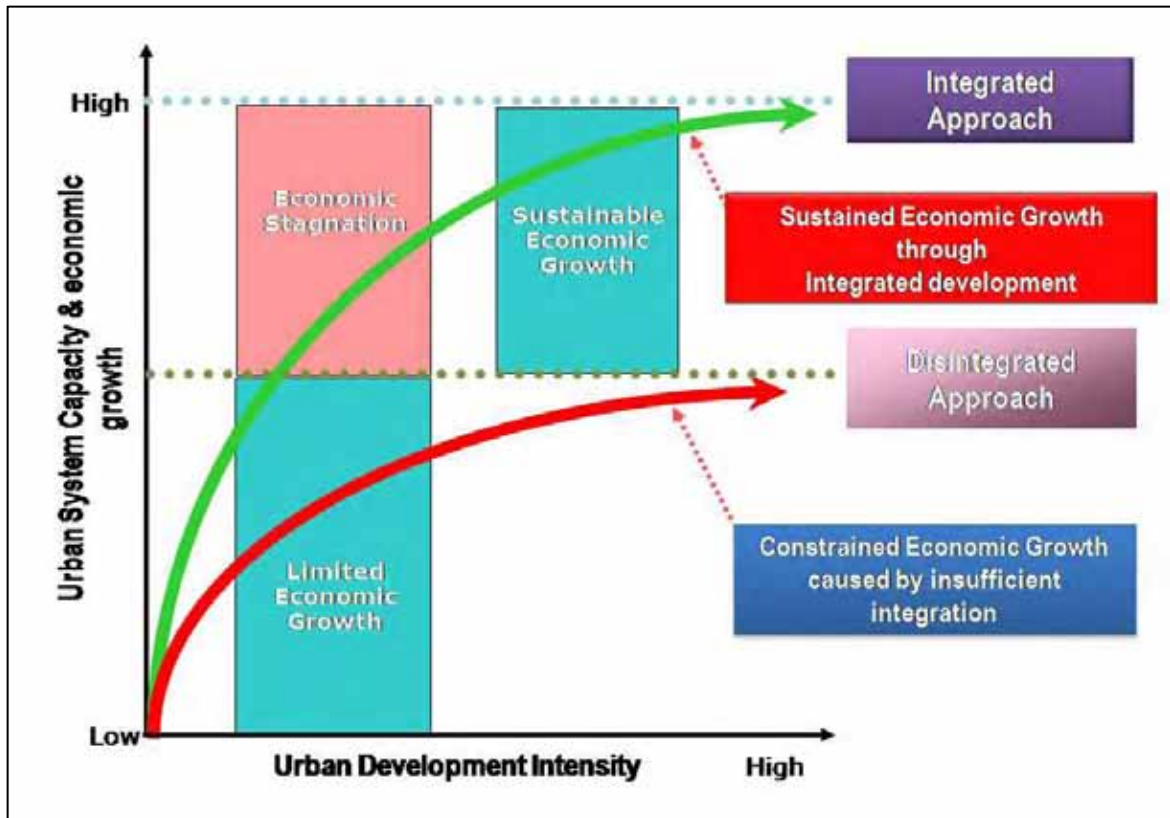 Urban System Capacity & economic
growth
High
Low
Urban Development Intensity
High
Economic
Stagnation
Sustainable
Economic
Growth
Limited
Economic
Growth
Integrated
Approach
Sustained Economic Growth
through
Integrated development
Disintegrated
Approach
Constrained Economic Growth
caused by insufficient
integration